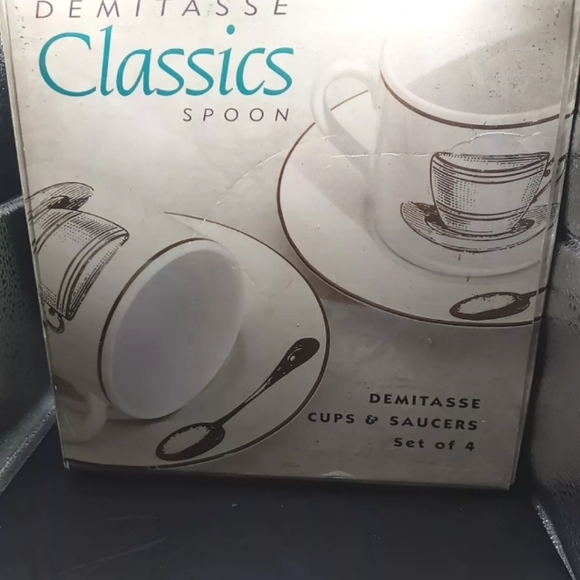 DEMITASSE
Classics
SPOON
DEMITASSE
CUPS & SAUCERS
Set of 4